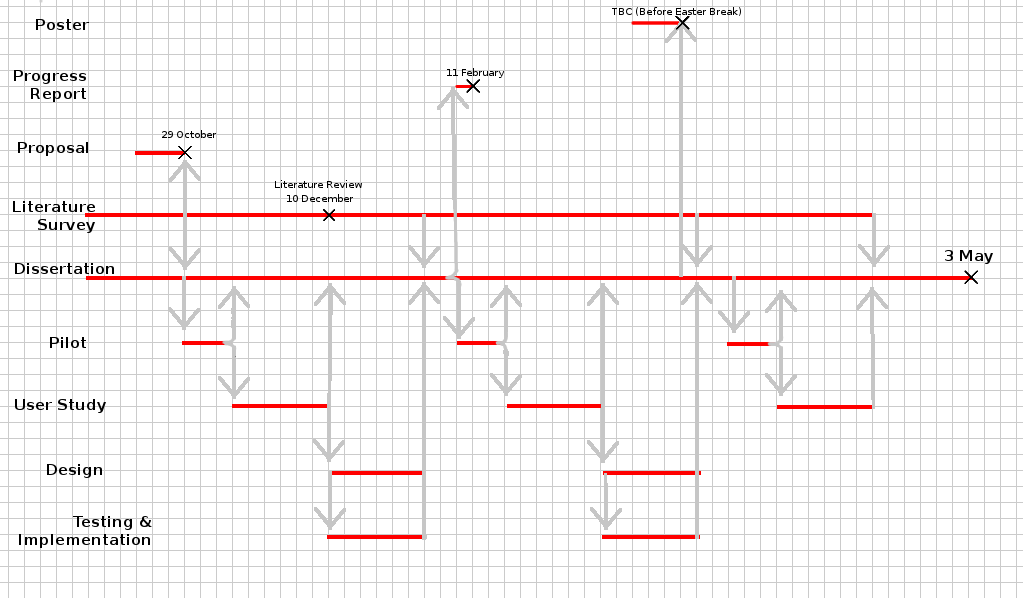 TBC (Before Easter Break)
Poster
11 February
Progress
Report
29 October
Proposal
Literature Review
10 December
Literature
Survey
3 May
Dissertation
Pilot
User Study
Design
Testing &
Implementation